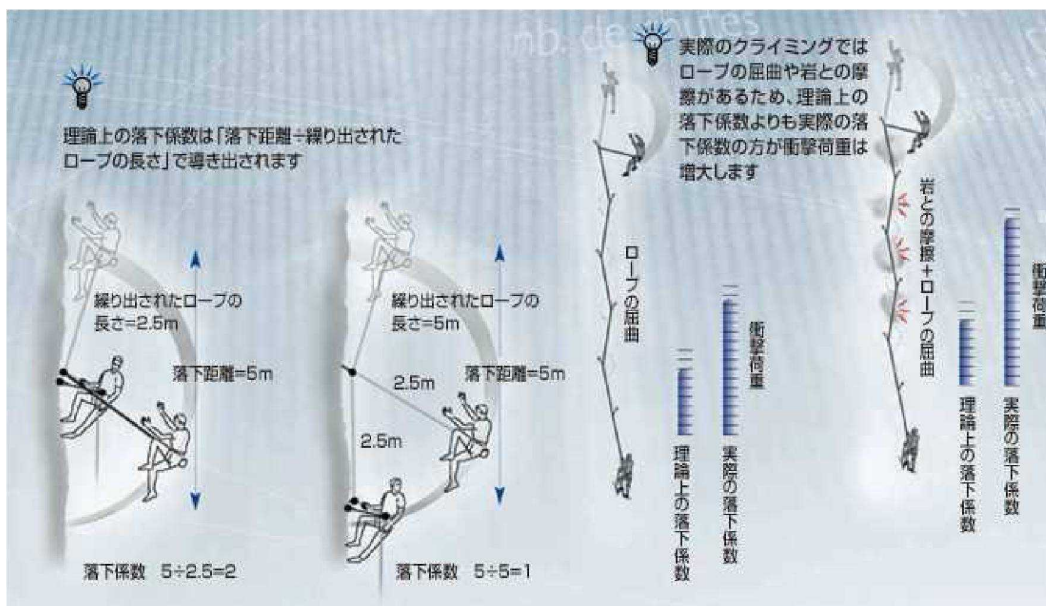 nb. de chutes
理論上の落下係数は「落下距離÷繰り出された
ロープの長さ」で導き出されます
繰り出されたロープの
長さ=2.5m
落下距離=5m
落下係数 5÷2.5=2
繰り出されたロープの
長さ=5m
2.5m
落下距離=5m
2.5m
落下係数 5÷5=1
実際のクライミングでは
ロープの屈曲や岩との摩
擦があるため、理論上の
落下係数よりも実際の落
下係数の方が衝撃荷重は
増大します
ロープの屈曲
衝撃荷重
理論上の落下係数
実際の落下係数
岩との摩擦+ロープの屈曲
衝撃荷重
理論上の落下係数
実際の落下係数